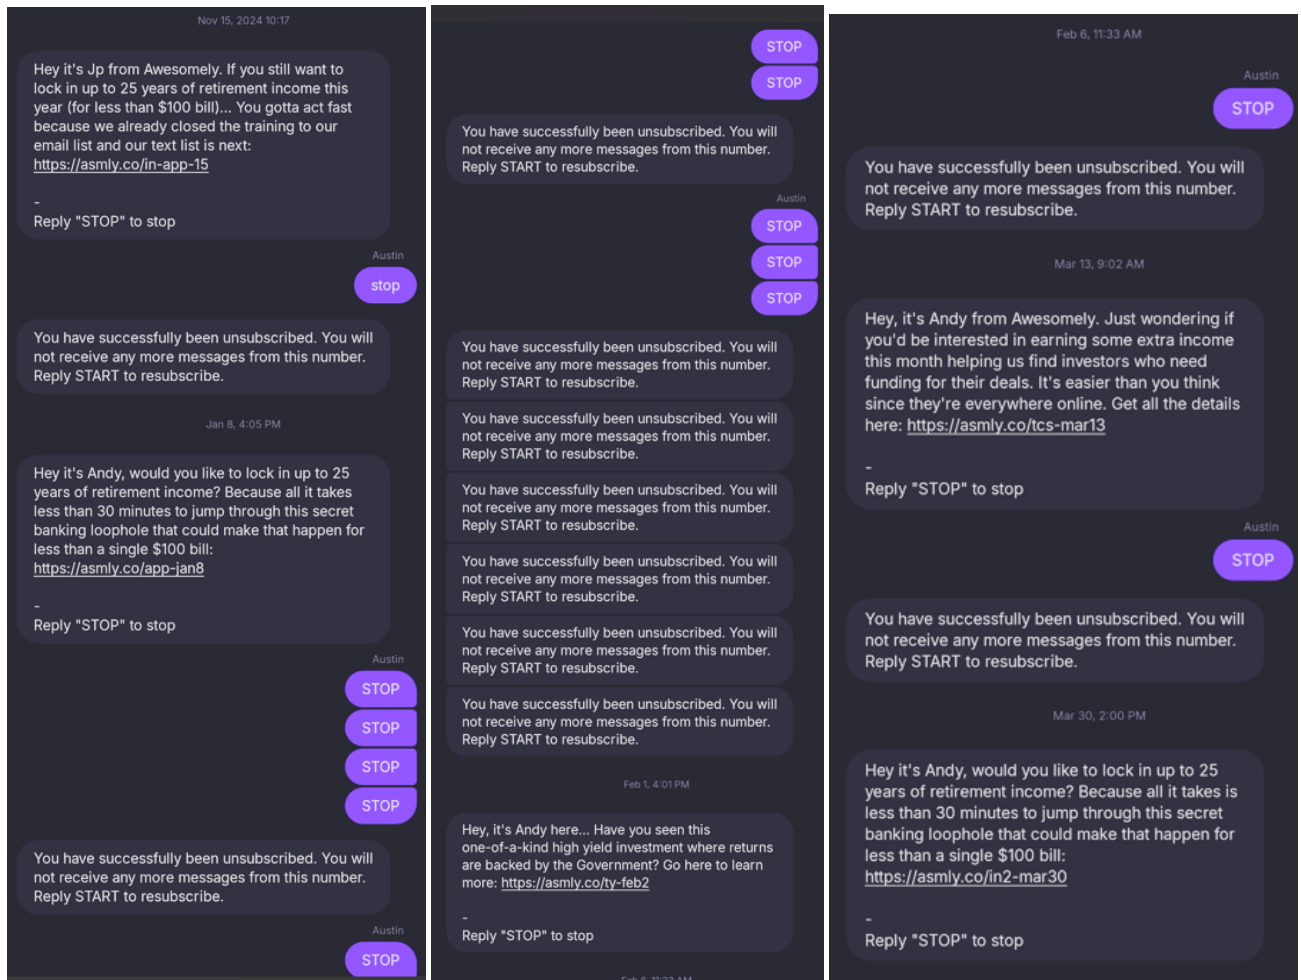 Nov 15, 2024 10:17
Hey it's Jp from Awesomely. If you still want to
lock in up to 25 years of retirement income this
year (for less than $100 bill)... You gotta act fast
because we already closed the training to our
email list and our text list is next:
https://asmly.co/in-app-15
-
Reply "STOP" to stop
Austin
stop
You have successfully been unsubscribed. You will
not receive any more messages from this number.
Reply START to resubscribe.
Jan 8, 4:05 PM
Hey it's Andy, would you like to lock in up to 25
years of retirement income? Because all it takes
less than 30 minutes to jump through this secret
banking loophole that could make that happen for
less than a single $100 bill:
https://asmly.co/app-jan8
-
Reply "STOP" to stop
Austin
STOP
STOP
STOP
STOP
You have successfully been unsubscribed. You will
not receive any more messages from this number.
Reply START to resubscribe.
Austin
STOP
STOP
STOP
You have successfully been unsubscribed. You will
not receive any more messages from this number.
Reply START to resubscribe.
Austin
STOP
STOP
STOP
You have successfully been unsubscribed. You will
not receive any more messages from this number.
Reply START to resubscribe.
You have successfully been unsubscribed. You will
not receive any more messages from this number.
Reply START to resubscribe.
You have successfully been unsubscribed. You will
not receive any more messages from this number.
Reply START to resubscribe.
You have successfully been unsubscribed. You will
not receive any more messages from this number.
Reply START to resubscribe.
You have successfully been unsubscribed. You will
not receive any more messages from this number.
Reply START to resubscribe.
You have successfully been unsubscribed. You will
not receive any more messages from this number.
Reply START to resubscribe.
Feb 1, 4:01 PM
Hey, it's Andy here... Have you seen this
one-of-a-kind high yield investment where returns
are backed by the Government? Go here to learn
more: https://asmly.co/ty-feb2
-
Reply "STOP" to stop
Feb 6, 11:33 AM
Feb 6, 11:33 AM
Austin
STOP
You have successfully been unsubscribed. You will
not receive any more messages from this number.
Reply START to resubscribe.
Mar 13, 9:02 AM
Hey, it's Andy from Awesomely. Just wondering if
you'd be interested in earning some extra income
this month helping us find investors who need
funding for their deals. It's easier than you think
since they're everywhere online. Get all the details
here: https://asmly.co/tcs-mar13
-
Reply "STOP" to stop
Austin
STOP
You have successfully been unsubscribed. You will
not receive any more messages from this number.
Reply START to resubscribe.
Mar 30, 2:00 PM
Hey it's Andy, would you like to lock in up to 25
years of retirement income? Because all it takes is
less than 30 minutes to jump through this secret
banking loophole that could make that happen for
less than a single $100 bill:
https://asmly.co/in2-mar30
-
Reply "STOP" to stop